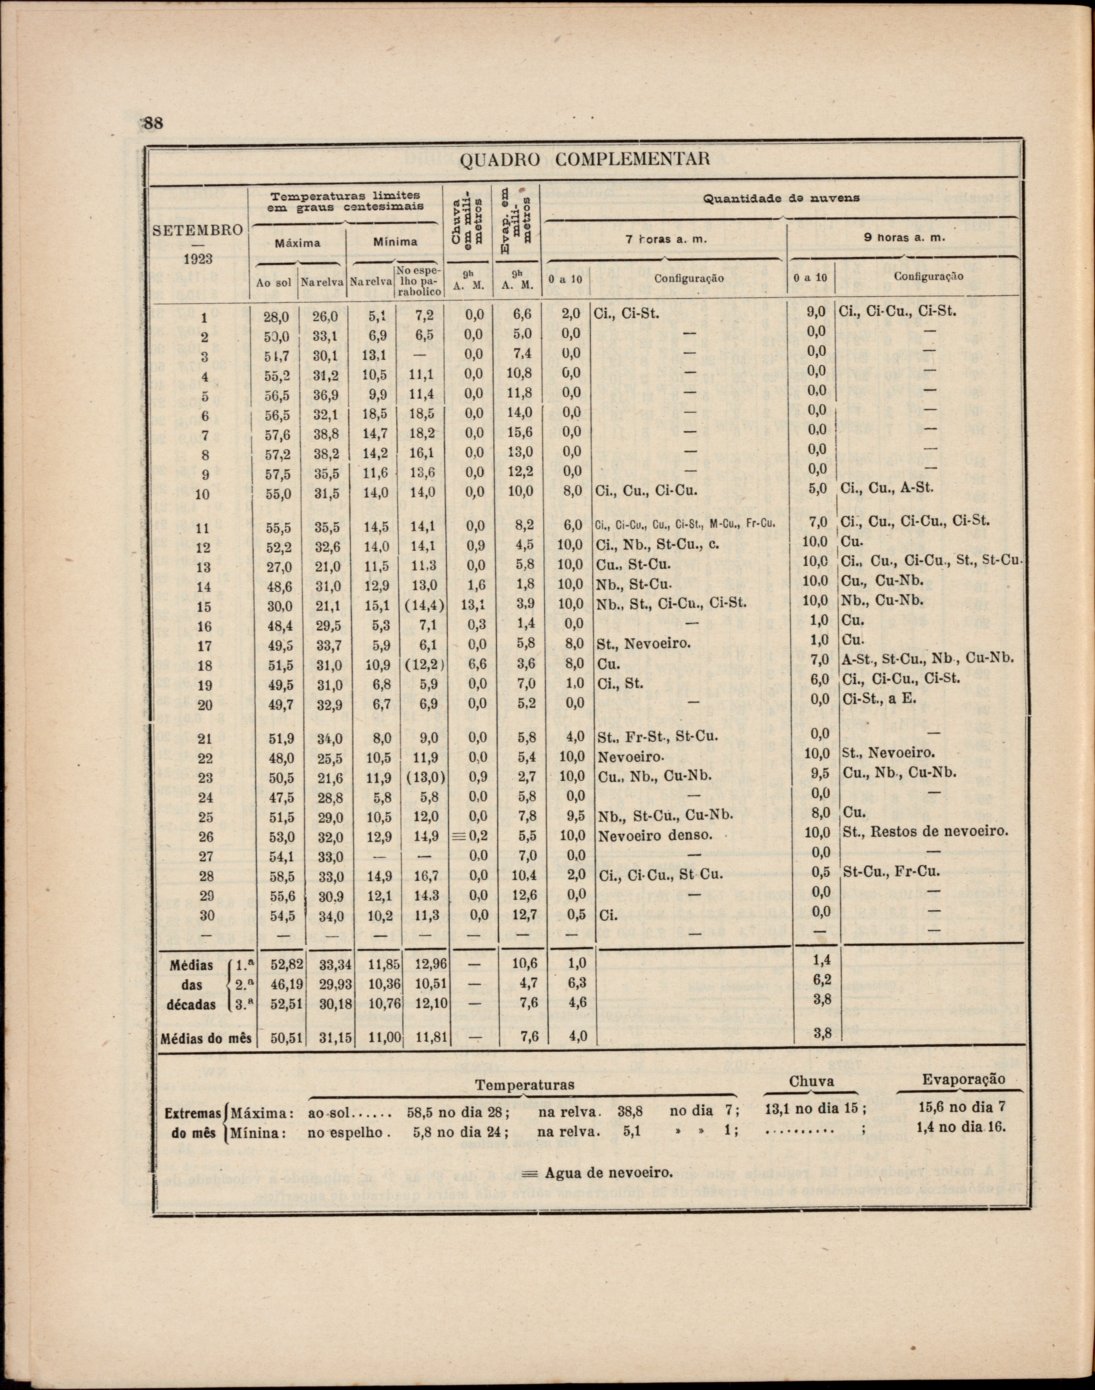 88
QUADRO COMPLEMENTAR
SETEMBRO
—
1923
Temperaturas limites
em graus centesimais
Chuva
em mili-
metros
Evap. em
mili-
metros
Quantidade de nuvens
Máxima Mínima 7 horas a. m. 9 horas a. m.
Ao sol Na relva Na relva No espe-
lho pa-
rabolico
9h
A. M.
9h
A. M.
0 a 10 Configuração 0 a 10 Configuração
1 28,0 26,0 5,1 7,2 0,0 6,6 2,0 Ci., Ci-St. 9,0 Ci., Ci-Cu., Ci-St.
2 50,0 33,1 6,9 6,5 0,0 5,0 0,0 — 0,0 —
3 51,7 30,1 13,1 — 0,0 7,4 0,0 — 0,0 —
4 55,2 31,2 10,5 11,1 0,0 10,8 0,0 — 0,0 —
5 56,5 36,9 9,9 11,4 0,0 11,8 0,0 — 0,0 —
6 56,5 32,1 18,5 18,5 0,0 14,0 0,0 — 0,0 —
7 57,6 38,8 14,7 18,2 0,0 15,6 0,0 — 0,0 —
8 57,2 38,2 14,2 16,1 0,0 13,0 0,0 — 0,0 —
9 57,5 35,5 11,6 13,6 0,0 12,2 0,0 — 0,0 —
10 55,0 31,5 14,0 14,0 0,0 10,0 8,0 Ci., Cu., Ci-Cu. 5,0 Ci., Cu., A-St.
11 55,5 35,5 14,5 14,1 0,0 8,2 6,0 Ci., Ci-Cu., Cu., Ci-St., M-Cu., Fr-Cu. 7,0 Ci., Cu., Ci-Cu., Ci-St.
12 52,2 32,6 14,0 14,1 0,9 4,5 10,0 Ci., Nb., St-Cu., c. 10,0 Cu.
13 27,0 21,0 11,5 11,3 0,0 5,8 10,0 Cu., St-Cu. 10,0 Ci., Cu., Ci-Cu., St., St-Cu.
14 48,6 31,0 12,9 13,0 1,6 1,8 10,0 Nb., St-Cu. 10,0 Cu., Cu-Nb.
15 30,0 21,1 15,1 (14,4) 13,1 3,9 10,0 Nb., St., Ci-Cu., Ci-St. 10,0 Nb., Cu-Nb.
16 48,4 29,5 5,3 7,1 0,3 1,4 0,0 — 1,0 Cu.
17 49,5 33,7 5,9 6,1 0,0 5,8 8,0 St., Nevoeiro. 1,0 Cu.
18 51,5 31,0 10,9 (12,2) 6,6 3,6 8,0 Cu. 7,0 A-St., St-Cu., Nb., Cu-Nb.
19 49,5 31,0 6,8 5,9 0,0 7,0 1,0 Ci., St. 6,0 Ci., Ci-Cu., Ci-St.
20 49,7 32,9 6,7 6,9 0,0 5,2 0,0 — 0,0 Ci-St., a E.
21 51,9 34,0 8,0 9,0 0,0 5,8 4,0 St., Fr-St., St-Cu. 0,0 —
22 48,0 25,5 10,5 11,9 0,0 5,4 10,0 Nevoeiro. 10,0 St., Nevoeiro.
23 50,5 21,6 11,9 (13,0) 0,9 2,7 10,0 Cu., Nb., Cu-Nb. 9,5 Cu., Nb., Cu-Nb.
24 47,5 28,8 5,8 5,8 0,0 5,8 0,0 — 0,0 —
25 51,5 29,0 10,5 12,0 0,0 7,8 9,5 Nb., St-Cu., Cu-Nb. 8,0 Cu.
26 53,0 32,0 12,9 14,9 ≡0,2 5,5 10,0 Nevoeiro denso. 10,0 St., Restos de nevoeiro.
27 54,1 33,0 — — 0,0 7,0 0,0 — 0,0 —
28 58,5 33,0 14,9 16,7 0,0 10,4 2,0 Ci., Ci-Cu., St Cu. 0,5 St-Cu., Fr-Cu.
29 55,6 30,9 12,1 14,3 0,0 12,6 0,0 — 0,0 —
30 54,5 34,0 10,2 11,3 0,0 12,7 0,5 Ci. 0,0 —
— — — — — — — — — — —
Médias 1.ª 52,82 33,34 11,85 12,96 — 10,6 1,0 1,4
das 2.ª 46,19 29,93 10,36 10,51 — 4,7 6,3 6,2
décadas 3.ª 52,51 30,18 10,76 12,10 — 7,6 4,6 3,8
Médias do mês 50,51 31,15 11,00 11,81 — 7,6 4,0 3,8
Temperaturas Chuva Evaporação
Extremas Máxima: ao sol...... 58,5 no dia 28; na relva. 38,8 no dia 7; 13,1 no dia 15; 15,6 no dia 7
do mês Mínina: no espelho. 5,8 no dia 24; na relva. 5,1 » » 1; .......... ; 1,4 no dia 16.
≡ Agua de nevoeiro.